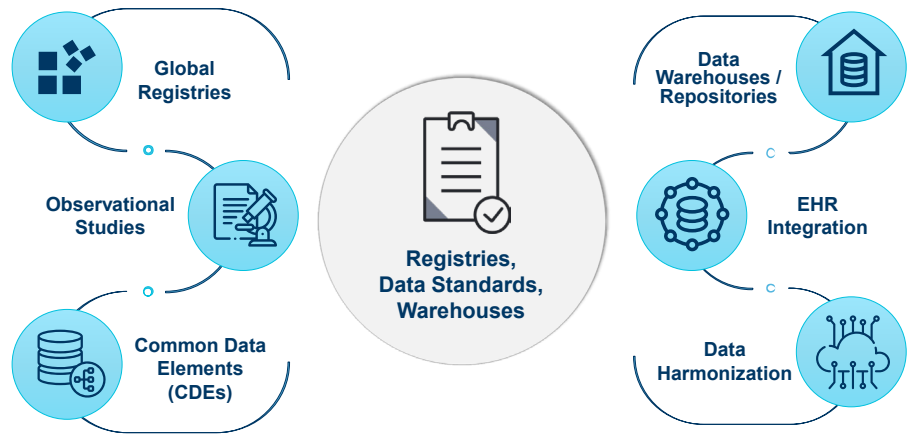 Global
Registries
Observational
Studies
Common Data
Elements
(CDEs)
Registries,
Data Standards,
Warehouses
Data
Warehouses /
Repositories
EHR
Integration
Data
Harmonization